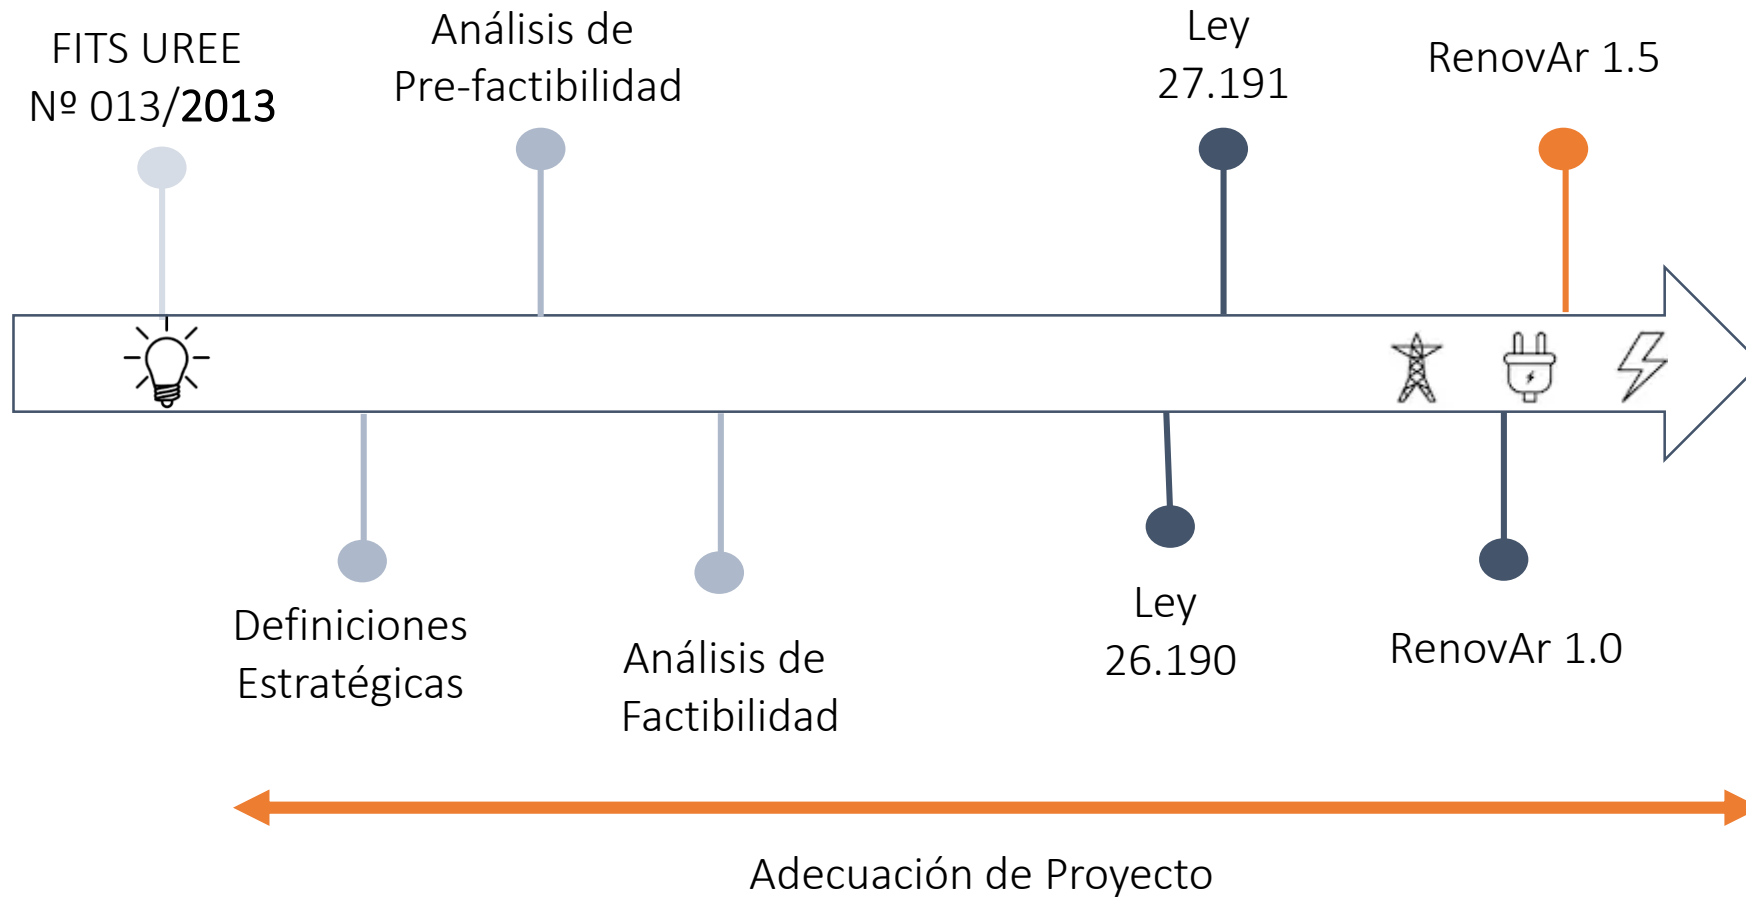 FITS UREE
Nº 013/2013
Análisis de
Pre-factibilidad
Ley
27.191
RenovAr 1.5
Definiciones
Estratégicas
Análisis de
Factibilidad
Ley
26.190
RenovAr 1.0
Adecuación de Proyecto